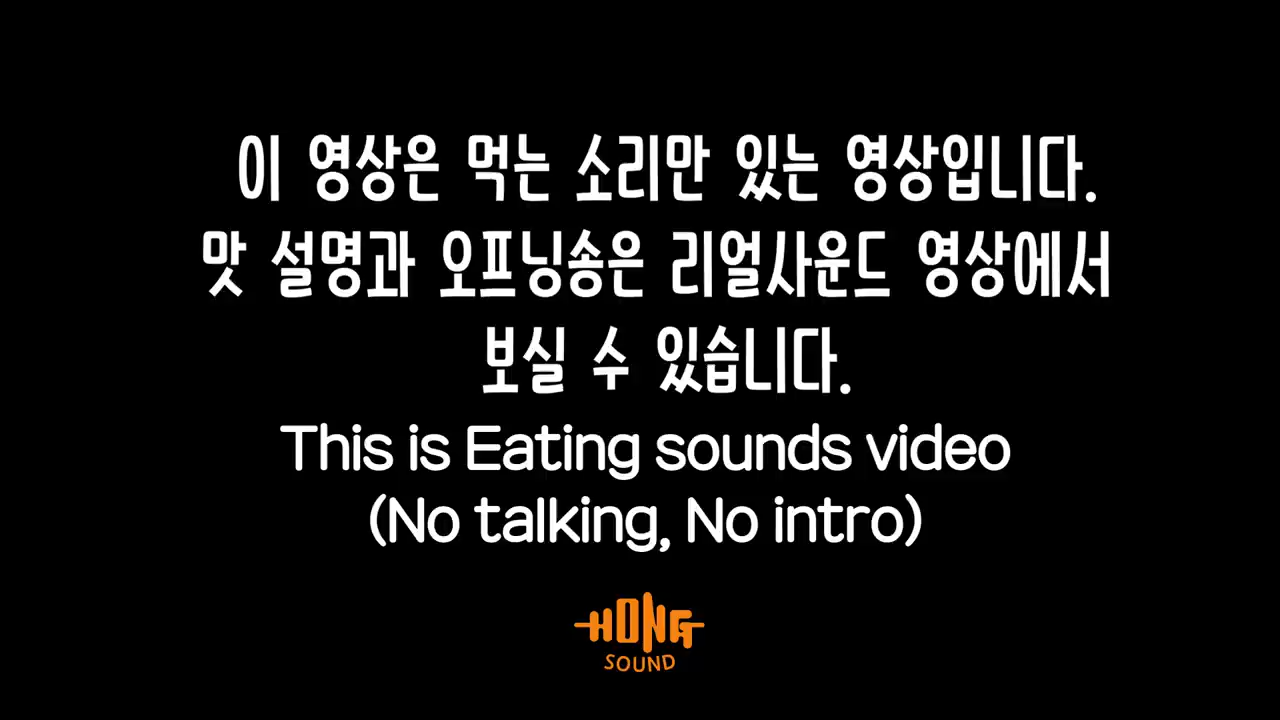 이 영상은 먹는 소리만 있는 영상입니다.
맛 설명과 오프닝송은 리얼사운드 영상에서
보실 수 있습니다.
This is Eating sounds video
(No talking, No intro)
HONG
SOUND